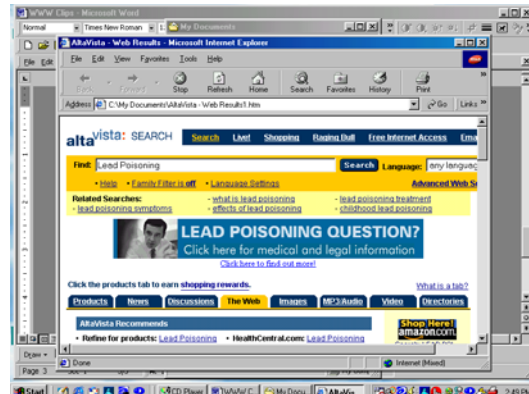 WWW Clips - Microsoft Word
Normal Times New Roman My Documents
AltaVista - Web Results - Microsoft Internet Explorer
File Edit View Favorites Tools Help
Back Forward Stop Refresh Home Search Favorites History Print
Address C:\My Documents\AltaVista - Web Results1.htm Go Links »
altavista: SEARCH Search Live! Shopping Raging Bull Free Internet Access Ema
Find: Lead Poisoning Search Language: any languag
• Help • Family Filter is off • Language Settings Advanced Web Se
Related Searches: - what is lead poisoning - lead poisoning treatment
- lead poisoning symptoms - effects of lead poisoning - childhood lead poisoning
LEAD POISONING QUESTION?
Click here for medical and legal information
Click here to find out more!
Click the products tab to earn shopping rewards. What is a tab?
Products News Discussions The Web Images MP3/Audio Video Directories
AltaVista Recommends Shop Here!
amazon.com
• Refine for products: Lead Poisoning • HealthCentral.com: Lead Poisoning
Done Internet (Mixed)
Draw
Page 3
Start CD Player WWW C My Docu AltaVis 2:49 PM